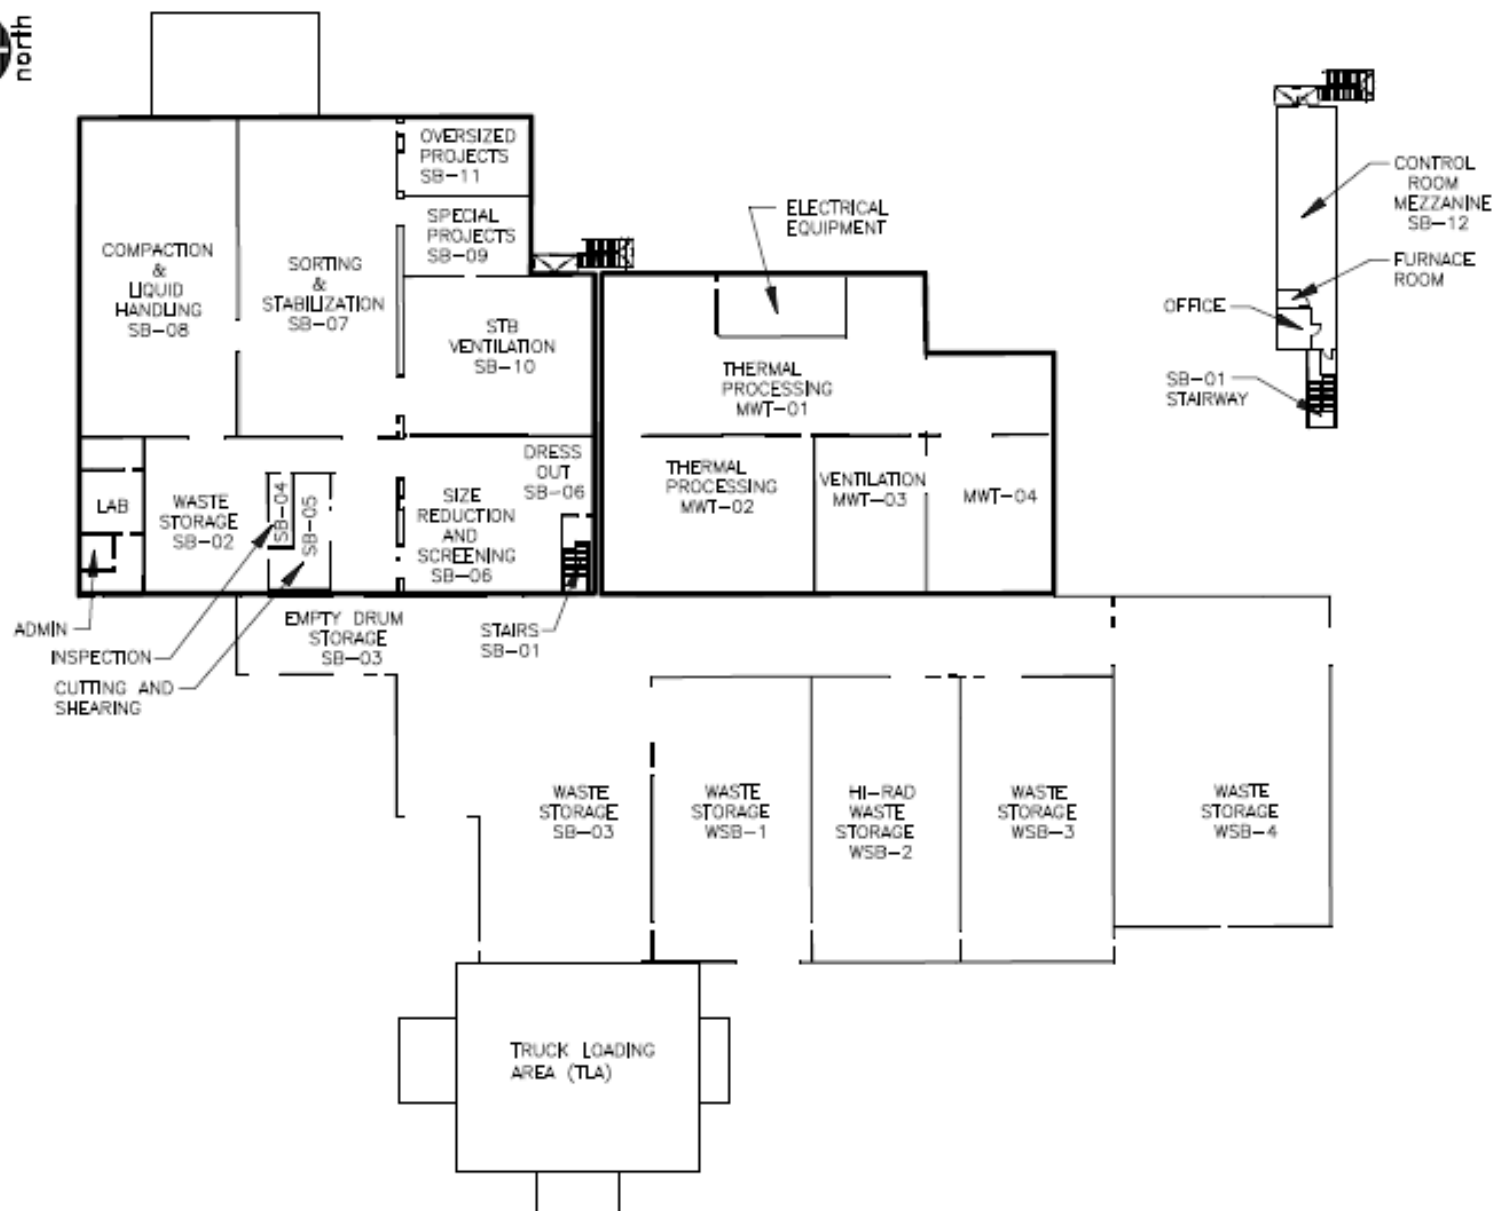 north
OVERSIZED
PROJECTS
SB-11
SPECIAL
PROJECTS
SB-09
COMPACTION
&
LIQUID
HANDLING
SB-08
SORTING
&
STABILIZATION
SB-07
STB
VENTILATION
SB-10
ELECTRICAL
EQUIPMENT
THERMAL
PROCESSING
MWT-01
CONTROL
ROOM
MEZZANINE
SB-12
FURNACE
ROOM
OFFICE
SB-01
STAIRWAY
LAB
WASTE
STORAGE
SB-02
SB-04
SB-05
SIZE
REDUCTION
AND
SCREENING
SB-06
DRESS
OUT
SB-06
THERMAL
PROCESSING
MWT-02
VENTILATION
MWT-03
MWT-04
ADMIN
INSPECTION
CUTTING AND
SHEARING
EMPTY DRUM
STORAGE
SB-03
STAIRS
SB-01
WASTE
STORAGE
SB-03
WASTE
STORAGE
WSB-1
HI-RAD
WASTE
STORAGE
WSB-2
WASTE
STORAGE
WSB-3
WASTE
STORAGE
WSB-4
TRUCK LOADING
AREA (TLA)